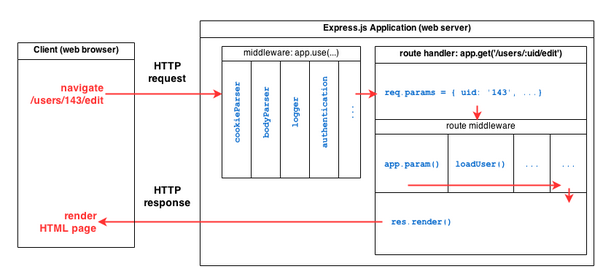 Express.js Application (web server)
Client (web browser)
navigate
/users/143/edit
HTTP
request
middleware: app.use(...)
cookieParser
bodyParser
logger
authentication
...
route handler: app.get('/users/:uid/edit')
req.params = { uid: '143', ...}
route middleware
app.param()
loadUser()
...
...
HTTP
response
res.render()
render
HTML page